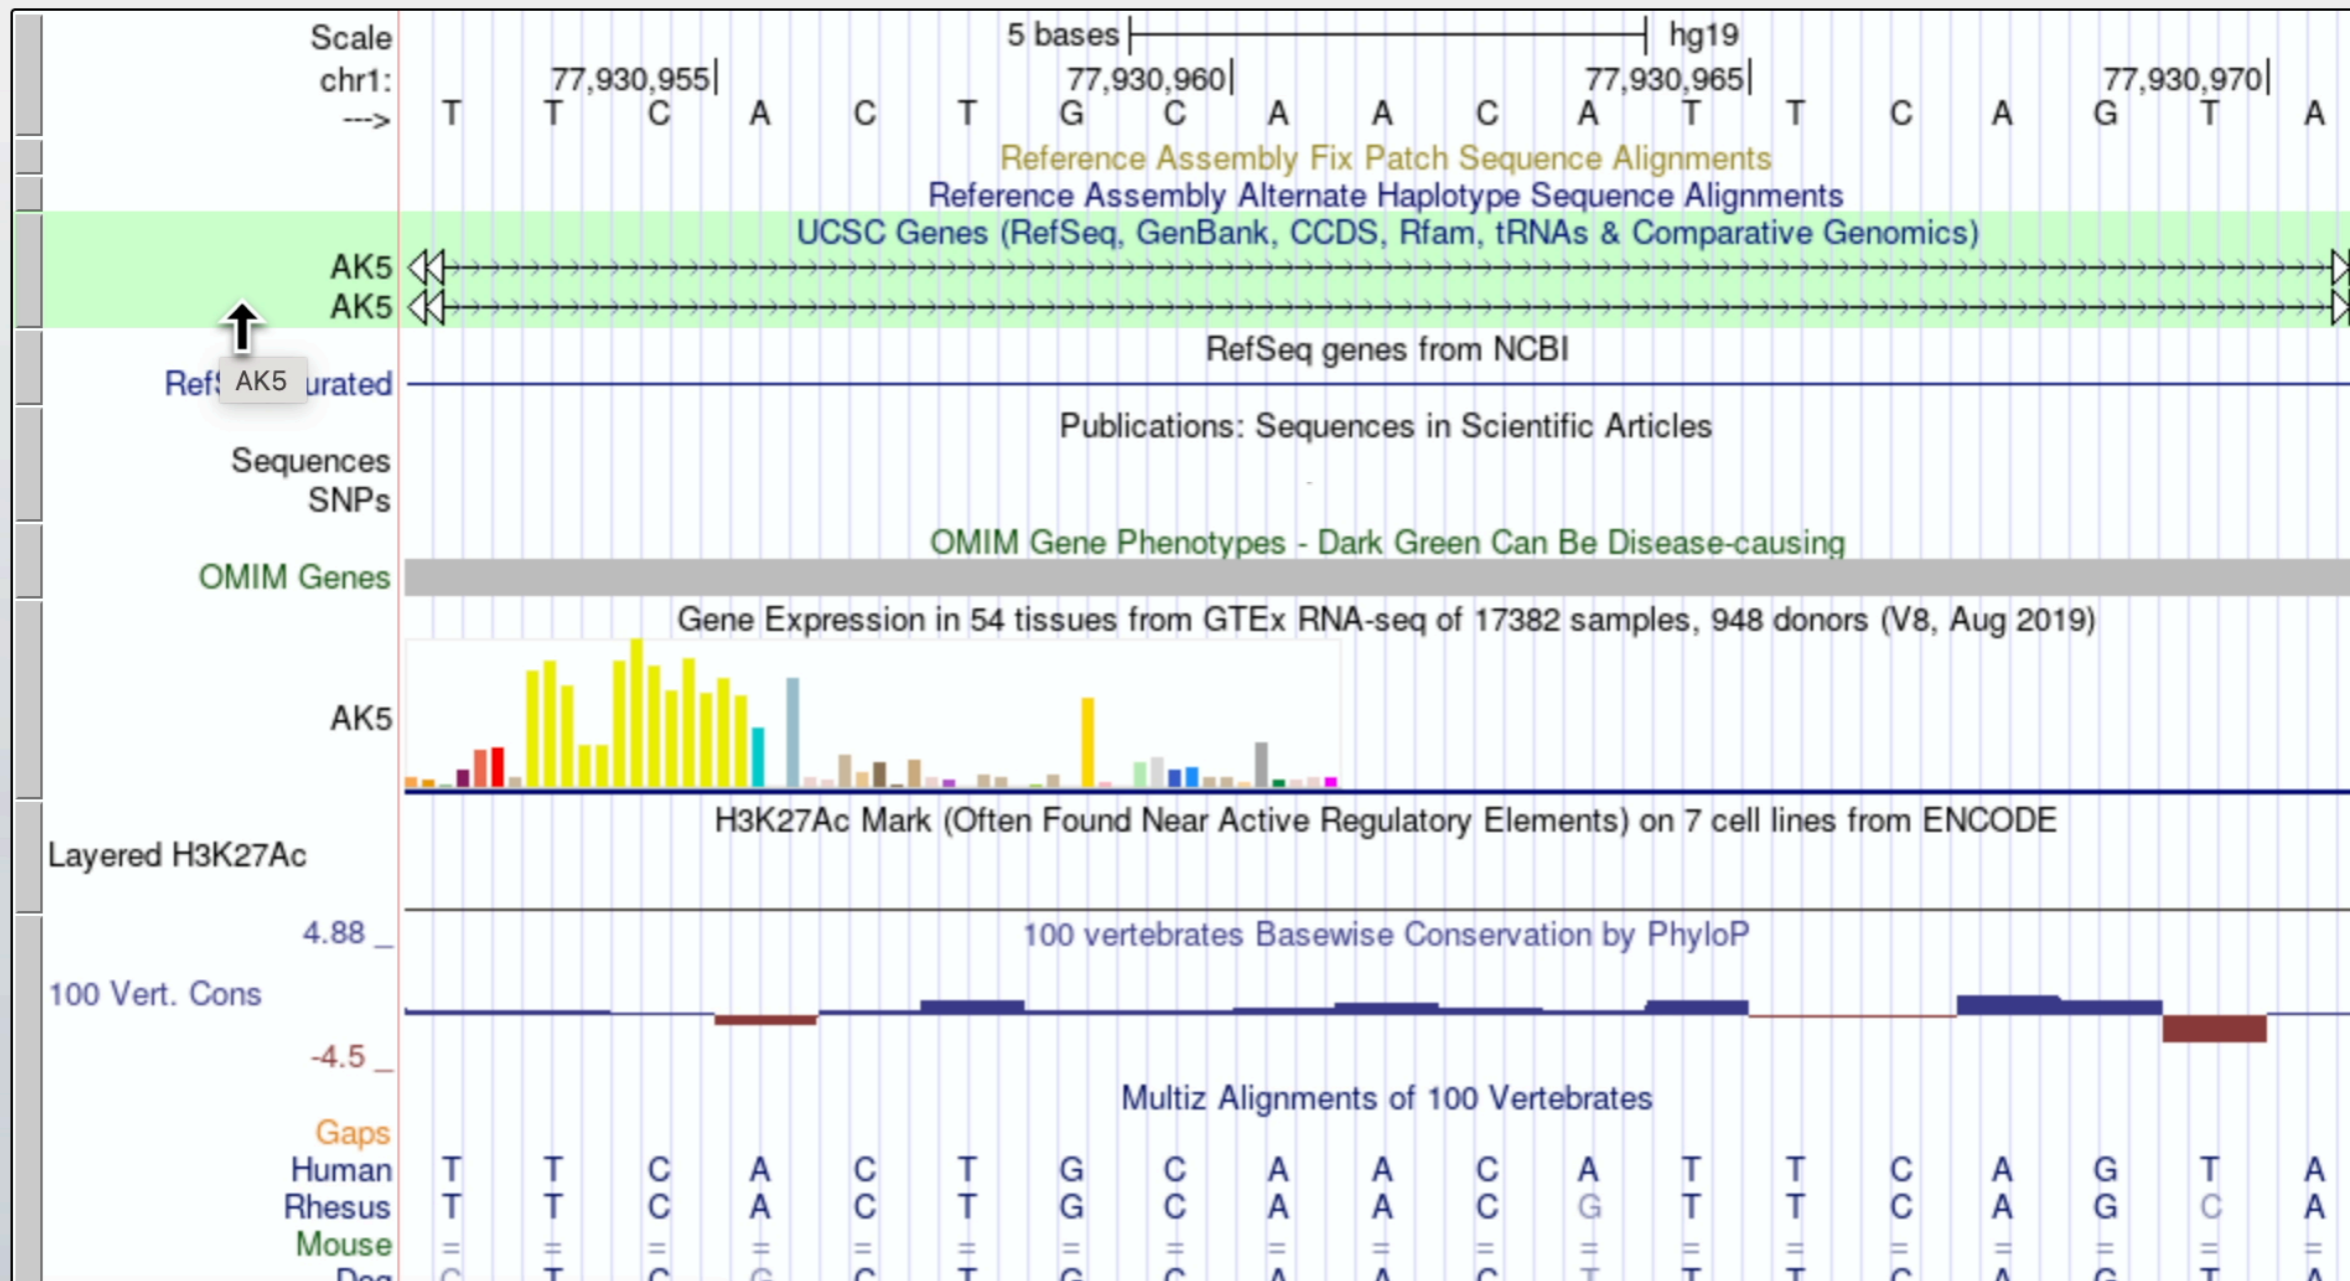 Scale 5 bases hg19
chr1: 77,930,955 77,930,960 77,930,965 77,930,970
---> T T C A C T G C A A C A T T C A G T A
Reference Assembly Fix Patch Sequence Alignments
Reference Assembly Alternate Haplotype Sequence Alignments
UCSC Genes (RefSeq, GenBank, CCDS, Rfam, tRNAs & Comparative Genomics)
AK5
AK5
RefSeq genes from NCBI
AK5
Publications: Sequences in Scientific Articles
Sequences
SNPs
OMIM Gene Phenotypes - Dark Green Can Be Disease-causing
OMIM Genes
Gene Expression in 54 tissues from GTEx RNA-seq of 17382 samples, 948 donors (V8, Aug 2019)
AK5
H3K27Ac Mark (Often Found Near Active Regulatory Elements) on 7 cell lines from ENCODE
Layered H3K27Ac
4.88 _ 100 vertebrates Basewise Conservation by PhyloP
100 Vert. Cons
-4.5 _
Multiz Alignments of 100 Vertebrates
Gaps
Human T T C A C T G C A A C A T T C A G T A
Rhesus T T C A C T G C A A C G T T C A G C A
Mouse = = = = = = = = = = = = = = = = = = =